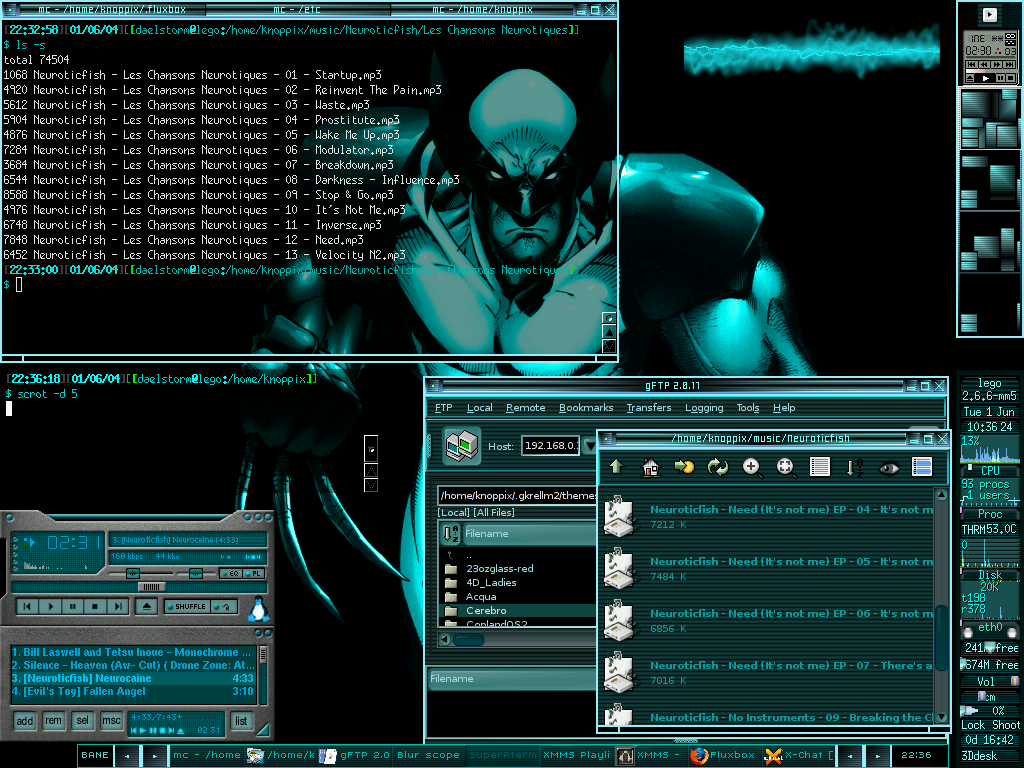 mc - /home/knoppix/.fluxbox
mc - /etc
mc - /home/knoppix
[22:32:58][01/06/04][[daelstorm@lego:/home/knoppix/music/Neuroticfish/Les Chansons Neurotiques]]
$ ls -s
total 74504
1068 Neuroticfish - Les Chansons Neurotiques - 01 - Startup.mp3
4920 Neuroticfish - Les Chansons Neurotiques - 02 - Reinvent The Pain.mp3
5612 Neuroticfish - Les Chansons Neurotiques - 03 - Waste.mp3
5904 Neuroticfish - Les Chansons Neurotiques - 04 - Prostitute.mp3
4876 Neuroticfish - Les Chansons Neurotiques - 05 - Wake Me Up.mp3
7284 Neuroticfish - Les Chansons Neurotiques - 06 - Modulator.mp3
3684 Neuroticfish - Les Chansons Neurotiques - 07 - Breakdown.mp3
6544 Neuroticfish - Les Chansons Neurotiques - 08 - Darkness - Influence.mp3
8588 Neuroticfish - Les Chansons Neurotiques - 09 - Stop & Go.mp3
4976 Neuroticfish - Les Chansons Neurotiques - 10 - It's Not Me.mp3
6748 Neuroticfish - Les Chansons Neurotiques - 11 - Inverse.mp3
7848 Neuroticfish - Les Chansons Neurotiques - 12 - Need.mp3
6452 Neuroticfish - Les Chansons Neurotiques - 13 - Velocity N2.mp3
[22:33:00][01/06/04][[daelstorm@lego:/home/knoppix/music/Neuroticfish/Les Chansons Neurotiques]]
$
[22:36:18][01/06/04][[daelstorm@lego:/home/knoppix]]
$ scrot -d 5
02:30
03
gFTP 2.0.11
FTP Local Remote Bookmarks Transfers Logging Tools Help
Host: 192.168.0.
/home/knoppix/.gkrellm2/themes
[Local] [All Files]
Filename
..
23ozglass-red
4D_Ladies
Acqua
Cerebro
CoplandOS2
Filename
/home/knoppix/music/neuroticfish
Neuroticfish - Need (It's not me) EP - 04 - It's not m
7212 K
Neuroticfish - Need (It's not me) EP - 05 - It's not m
7484 K
Neuroticfish - Need (It's not me) EP - 06 - It's not m
6856 K
Neuroticfish - Need (It's not me) EP - 07 - There's a
7016 K
Neuroticfish - No Instruments - 09 - Breaking the C
lego
2.6.6-mm5
Tue 1 Jun
10:36 24
13%
CPU
93 procs
1 users
Proc
THRM53.0C
0
Disk
20K
t198
r378
eth0
241M free
674M free
Vol
0%
Lock Shoot
0d 16:42
3Ddesk
02:31
3. [Neuroticfish] Neurocaine (4:33)
160 kbps 44 khz
EQ PL
SHUFFLE
1. Bill Laswell and Tetsu Inoue - Monochrome ...
2. Silence - Heaven (Aw- Cut) ( Drone Zone: At...
3. [Neuroticfish] Neurocaine 4:33
4. [Evil's Toy] Fallen Angel 3:10
add rem sel msc
4:33/7:43+
02:31
list
BANE
mc - /home
/home/k
gFTP 2.0
Blur scope
SuperAterm
XMMS Playli
XMMS -
Fluxbox
X-Chat [
22:36